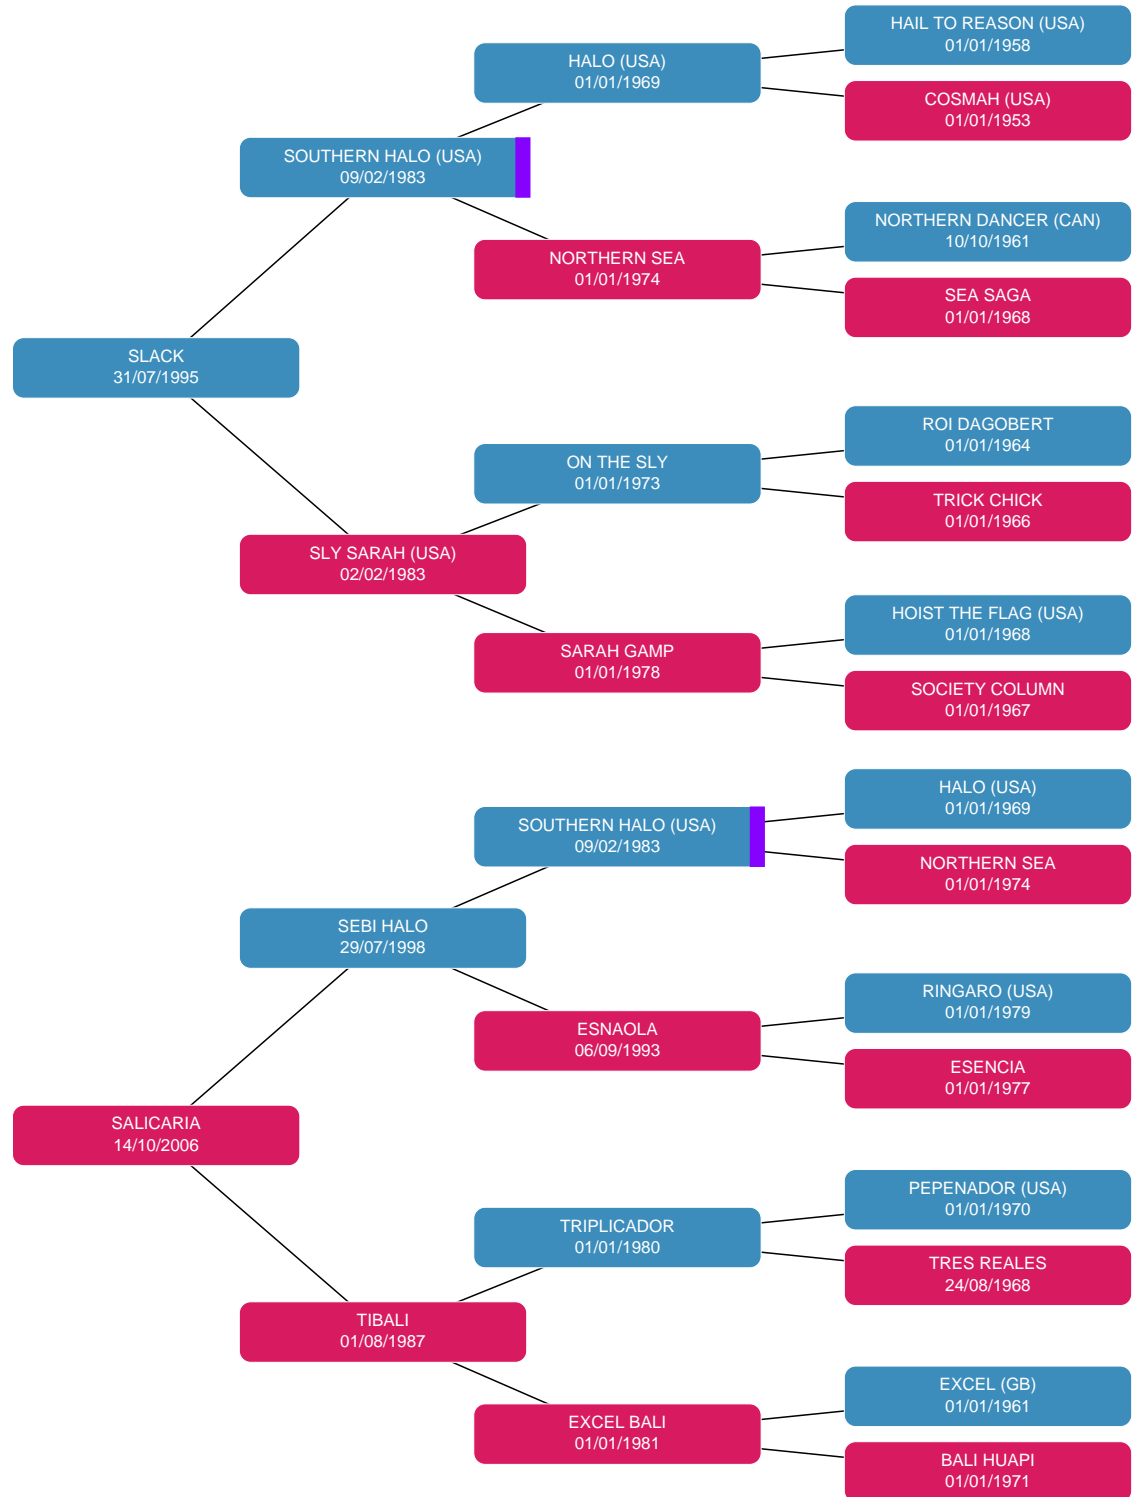 HAIL TO REASON (USA)
01/01/1958
HALO (USA)
01/01/1969
COSMAH (USA)
01/01/1953
SOUTHERN HALO (USA)
09/02/1983
NORTHERN DANCER (CAN)
10/10/1961
NORTHERN SEA
01/01/1974
SEA SAGA
01/01/1968
SLACK
31/07/1995
ROI DAGOBERT
01/01/1964
ON THE SLY
01/01/1973
TRICK CHICK
01/01/1966
SLY SARAH (USA)
02/02/1983
HOIST THE FLAG (USA)
01/01/1968
SARAH GAMP
01/01/1978
SOCIETY COLUMN
01/01/1967
HALO (USA)
01/01/1969
SOUTHERN HALO (USA)
09/02/1983
NORTHERN SEA
01/01/1974
SEBI HALO
29/07/1998
RINGARO (USA)
01/01/1979
ESNAOLA
06/09/1993
ESENCIA
01/01/1977
SALICARIA
14/10/2006
PEPENADOR (USA)
01/01/1970
TRIPLICADOR
01/01/1980
TRES REALES
24/08/1968
TIBALI
01/08/1987
EXCEL (GB)
01/01/1961
EXCEL BALI
01/01/1981
BALI HUAPI
01/01/1971